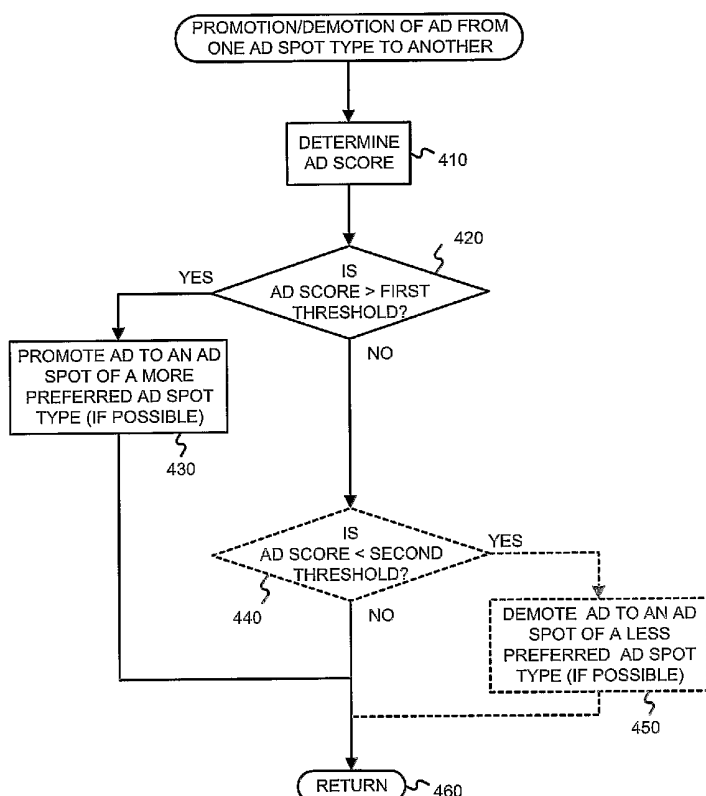 PROMOTION/DEMOTION OF AD FROM
ONE AD SPOT TYPE TO ANOTHER
DETERMINE
AD SCORE
410
420
IS
AD SCORE > FIRST
THRESHOLD?
YES
NO
PROMOTE AD TO AN AD
SPOT OF A MORE
PREFERRED AD SPOT
TYPE (IF POSSIBLE)
430
IS
AD SCORE < SECOND
THRESHOLD?
YES
440
NO
DEMOTE AD TO AN AD
SPOT OF A LESS
PREFERRED AD SPOT
TYPE (IF POSSIBLE)
450
RETURN
460